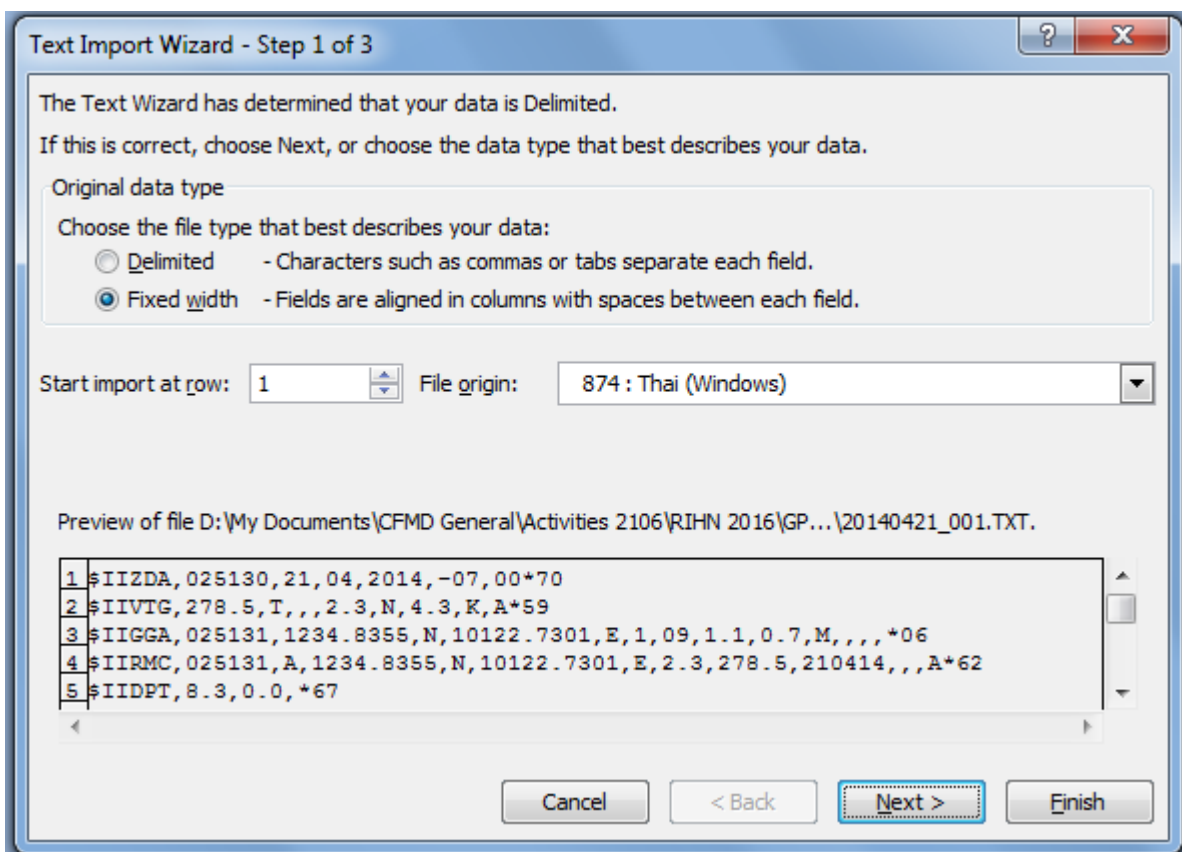 Text Import Wizard - Step 1 of 3
?
The Text Wizard has determined that your data is Delimited.
If this is correct, choose Next, or choose the data type that best describes your data.
Original data type
Choose the file type that best describes your data:
Delimited - Characters such as commas or tabs separate each field.
Fixed width - Fields are aligned in columns with spaces between each field.
Start import at row: 1 File origin: 874 : Thai (Windows)
Preview of file D:\My Documents\CFMD General\Activities 2106\RIHN 2016\GP...\20140421_001.TXT.
1 $IIZDA,025130,21,04,2014,-07,00*70
2 $IIVTG,278.5,T,,,2.3,N,4.3,K,A*59
3 $IIGGA,025131,1234.8355,N,10122.7301,E,1,09,1.1,0.7,M,,,,*06
4 $IIRMC,025131,A,1234.8355,N,10122.7301,E,2.3,278.5,210414,,,A*62
5 $IIDPT,8.3,0.0,*67
Cancel < Back Next > Finish